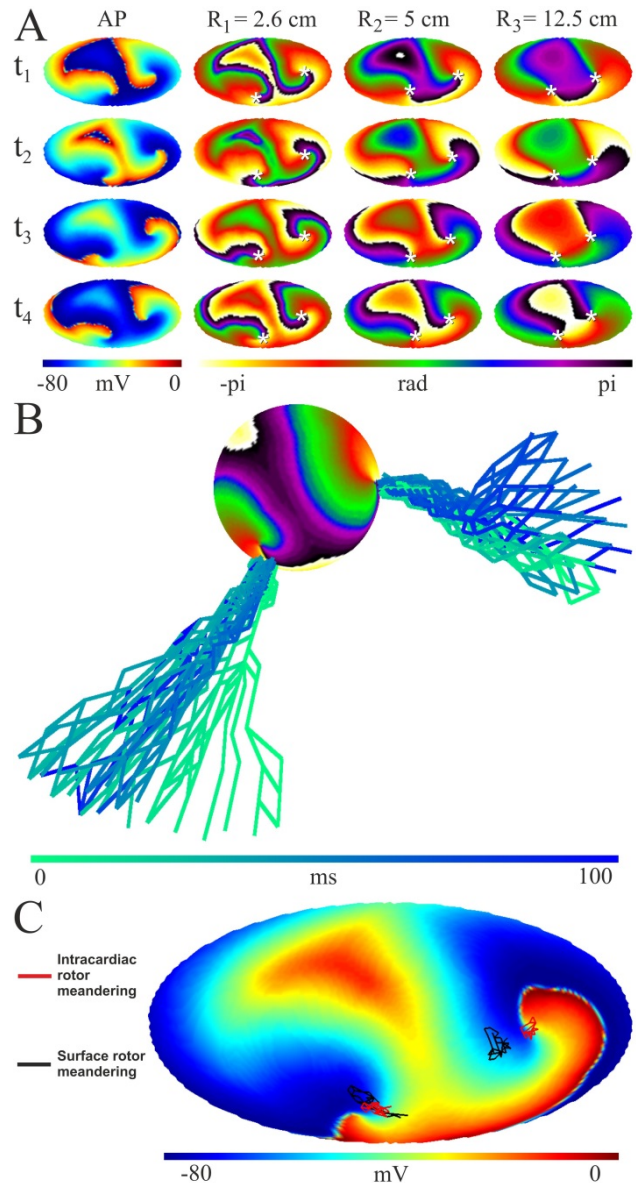 A
AP R₁= 2.6 cm R₂= 5 cm R₃= 12.5 cm
t₁
* * * * * *
t₂
* * * * * *
t₃
* * * * * *
t₄
* * * * * *
-80 mV 0 -pi rad pi
B
0 ms 100
C
Intracardiac
rotor
meandering
Surface rotor
meandering
-80 mV 0